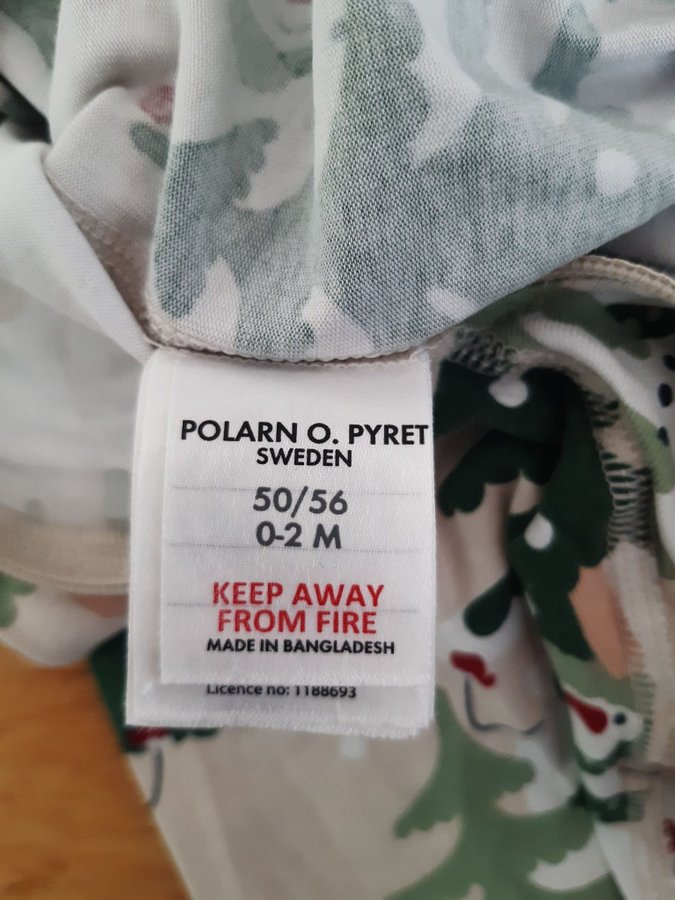 POLARN O. PYRET
SWEDEN
50/56
0-2 M
KEEP AWAY
FROM FIRE
MADE IN BANGLADESH
Licence no: 1188693